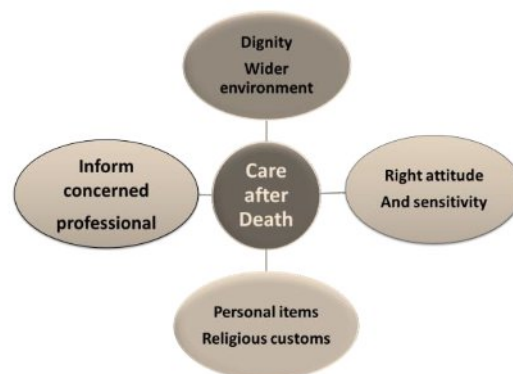 Dignity
Wider
environment
Inform
concerned
professional
Care
after
Death
Right attitude
And sensitivity
Personal items
Religious customs